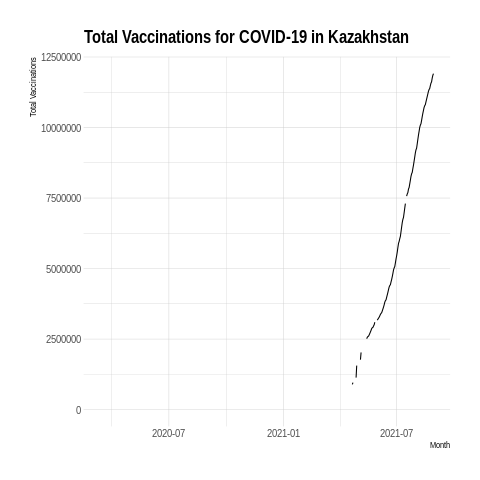 Total Vaccinations for COVID-19 in Kazakhstan
Total Vaccinations
12500000
10000000
7500000
5000000
2500000
0
2020-07 2021-01 2021-07
Month